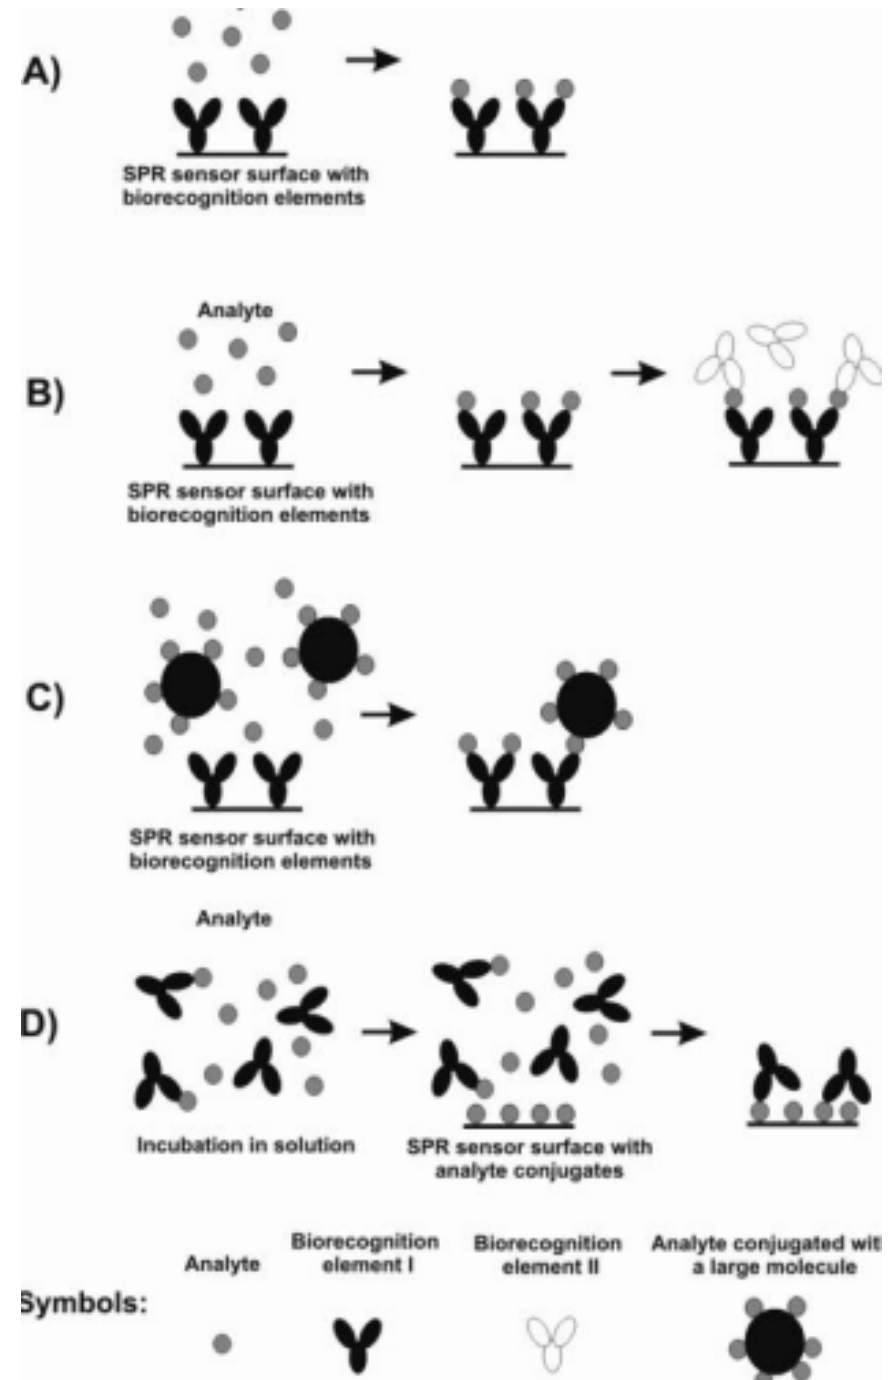 A)
SPR sensor surface with
biorecognition elements
Analyte
B)
SPR sensor surface with
biorecognition elements
C)
SPR sensor surface with
biorecognition elements
Analyte
D)
Incubation in solution
SPR sensor surface with
analyte conjugates
Symbols:
Analyte
Biorecognition
element I
Biorecognition
element II
Analyte conjugated with
a large molecule